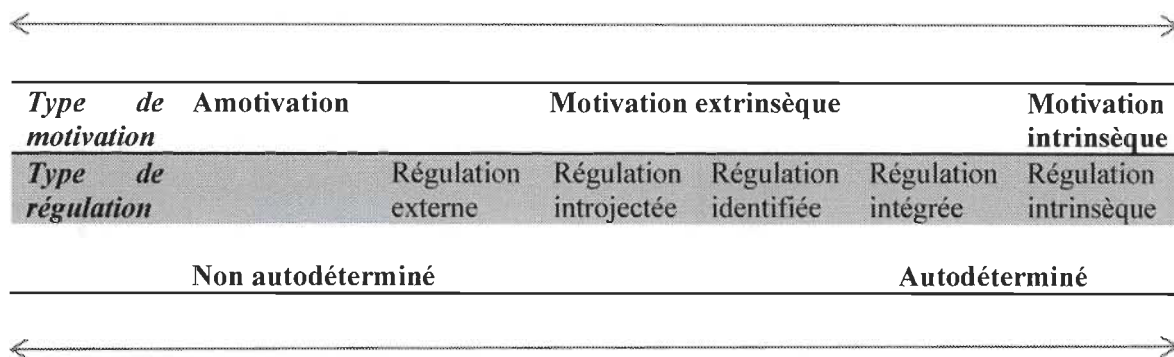 Type de Amotivation Motivation extrinsèque Motivation
motivation intrinsèque
Type de Régulation Régulation Régulation Régulation Régulation
régulation externe introjectée identifiée intégrée intrinsèque
Non autodéterminé Autodéterminé